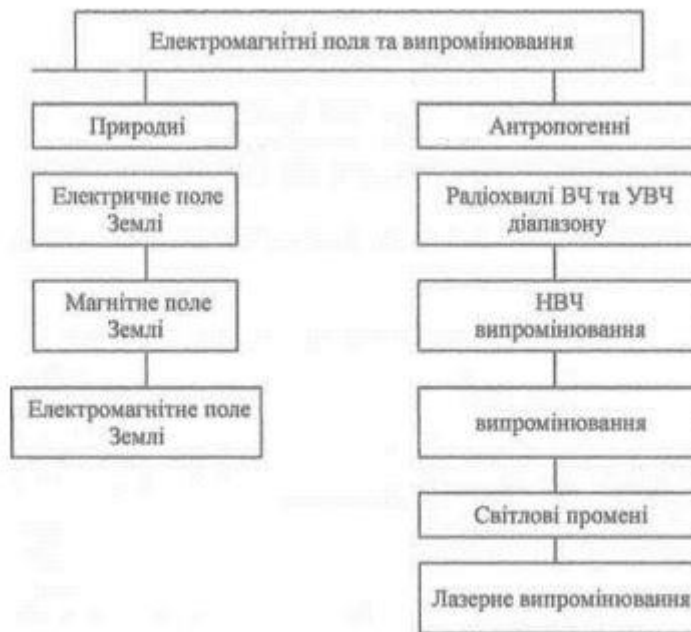 Електромагнітні поля та випромінювання
Природні
Антропогенні
Електричне поле
Землі
Радіохвилі ВЧ та УВЧ
діапазону
Магнітне поле
Землі
НВЧ
випромінювання
Електромагнітне поле
Землі
випромінювання
Світлові промені
Лазерне випромінювання